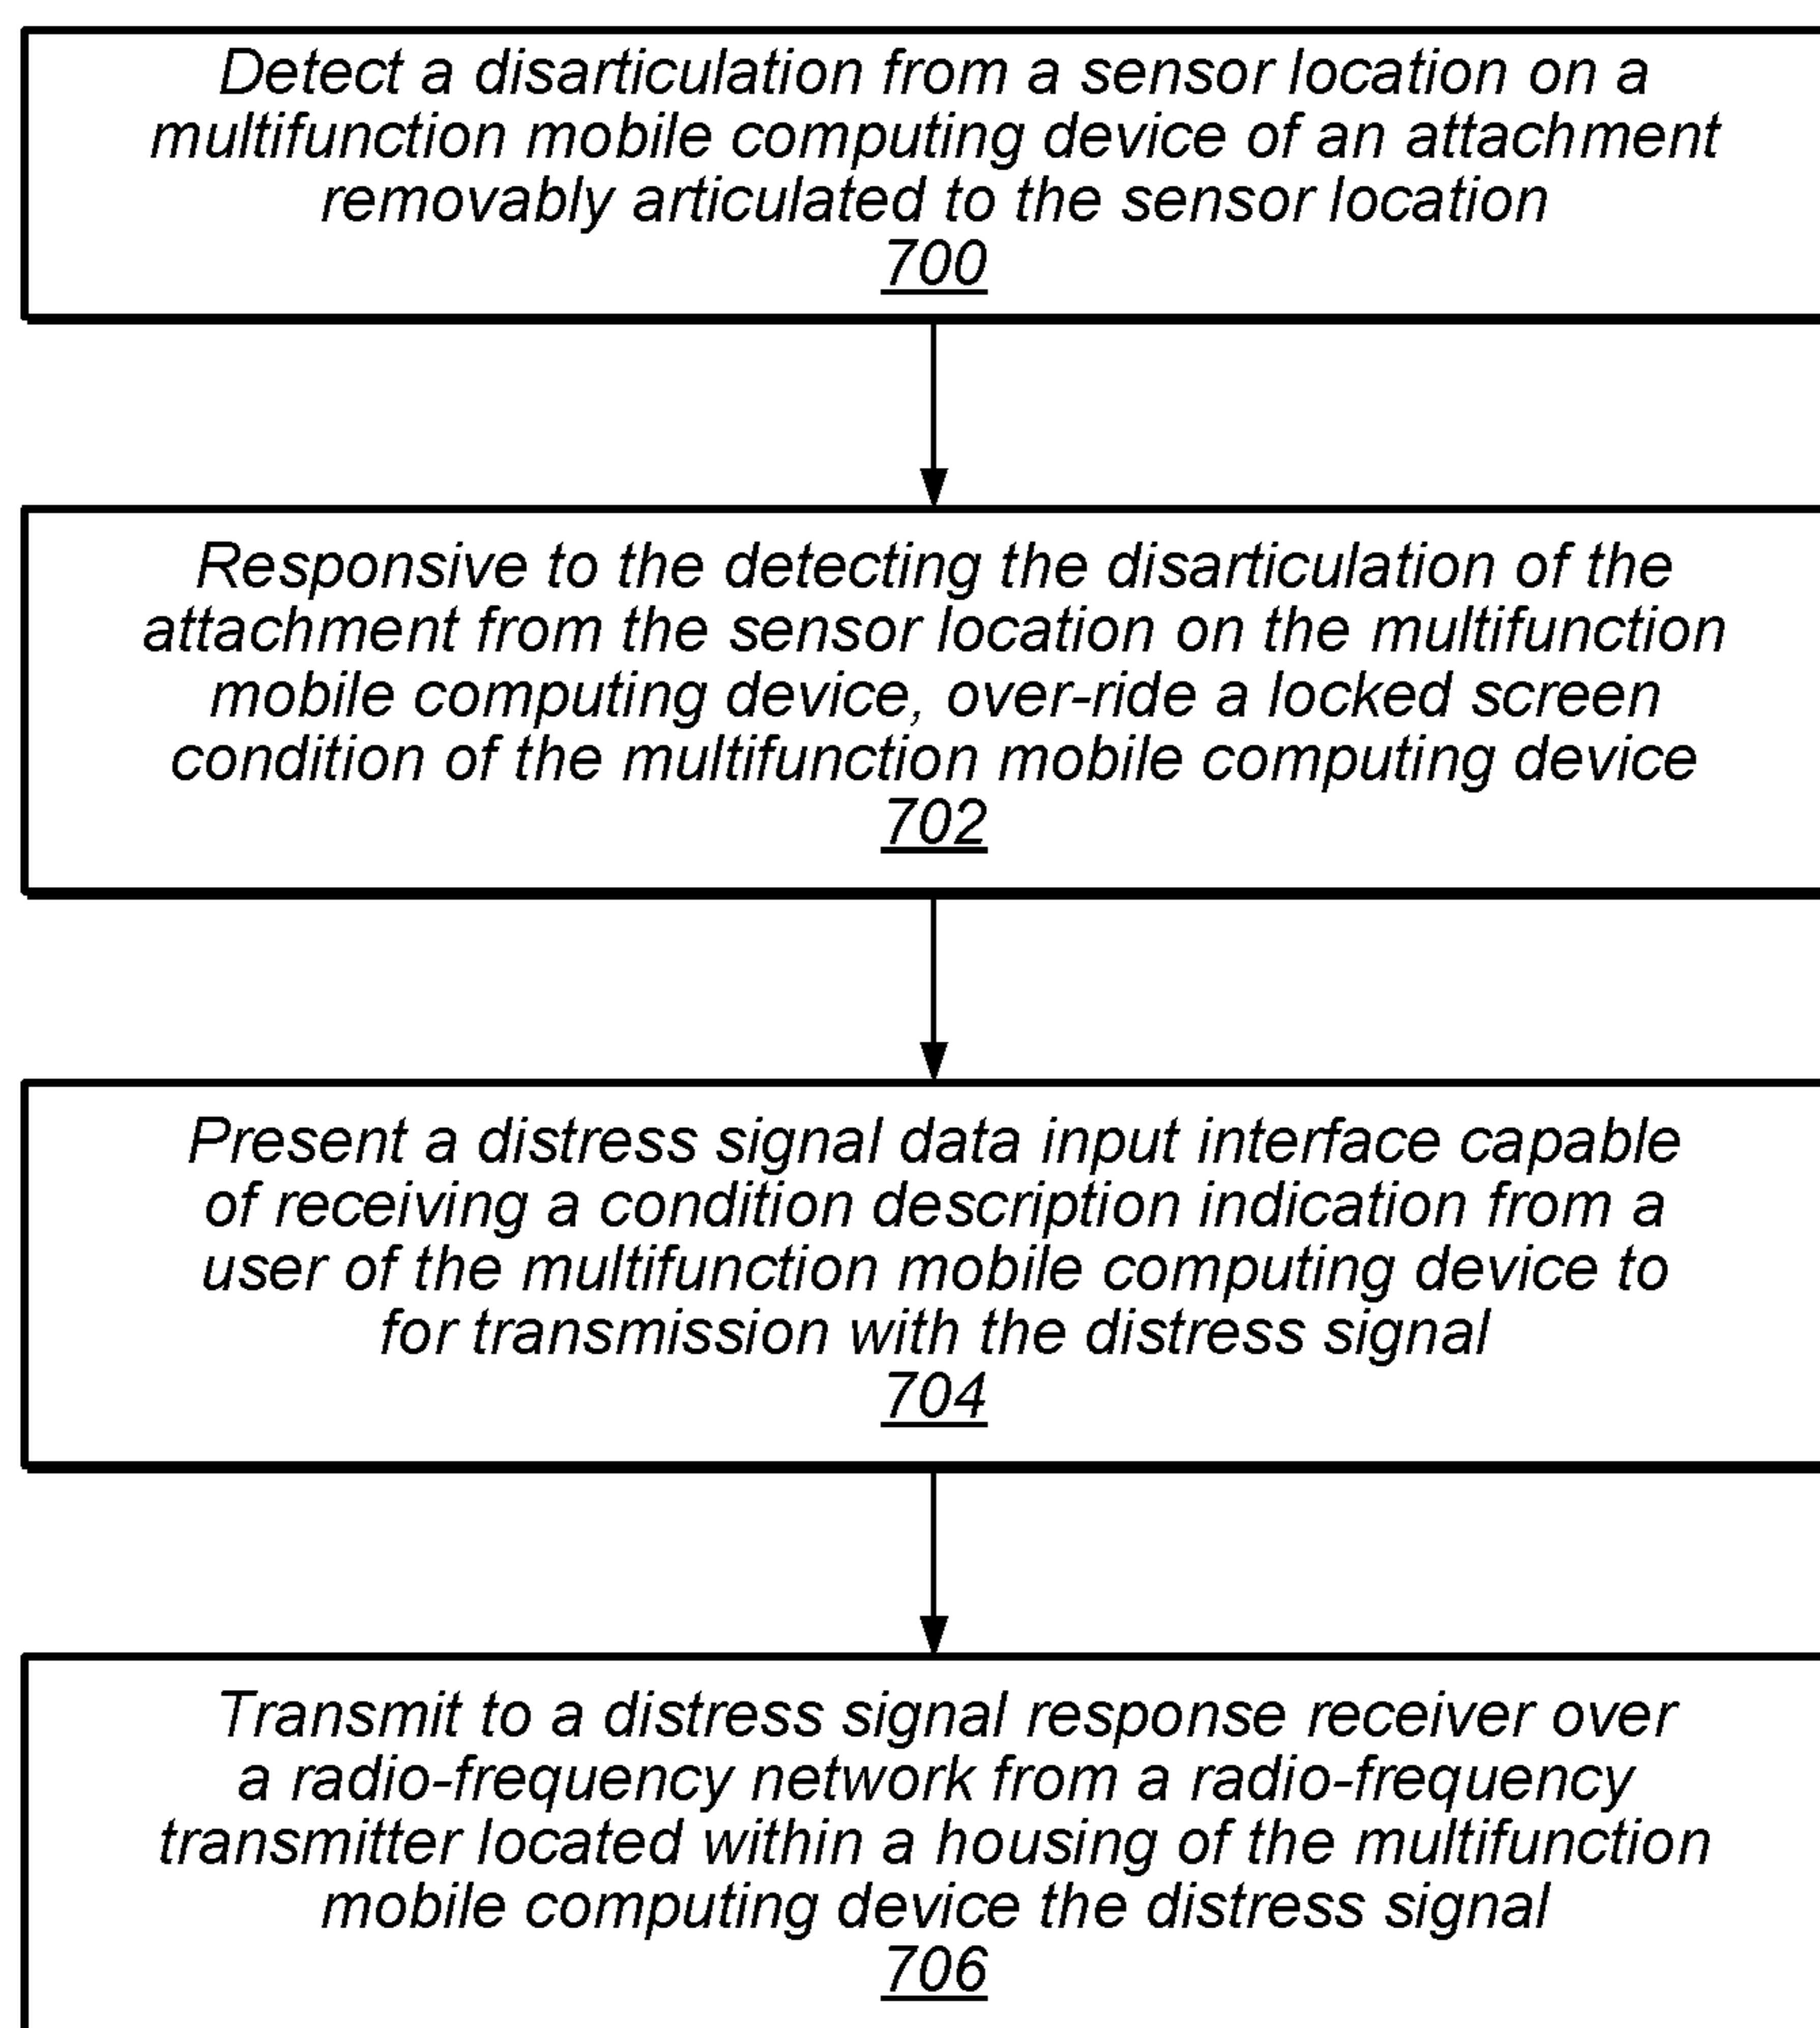 Detect a disarticulation from a sensor location on a
multifunction mobile computing device of an attachment
removably articulated to the sensor location
700
Responsive to the detecting the disarticulation of the
attachment from the sensor location on the multifunction
mobile computing device, over-ride a locked screen
condition of the multifunction mobile computing device
702
Present a distress signal data input interface capable
of receiving a condition description indication from a
user of the multifunction mobile computing device to
for transmission with the distress signal
704
Transmit to a distress signal response receiver over
a radio-frequency network from a radio-frequency
transmitter located within a housing of the multifunction
mobile computing device the distress signal
706